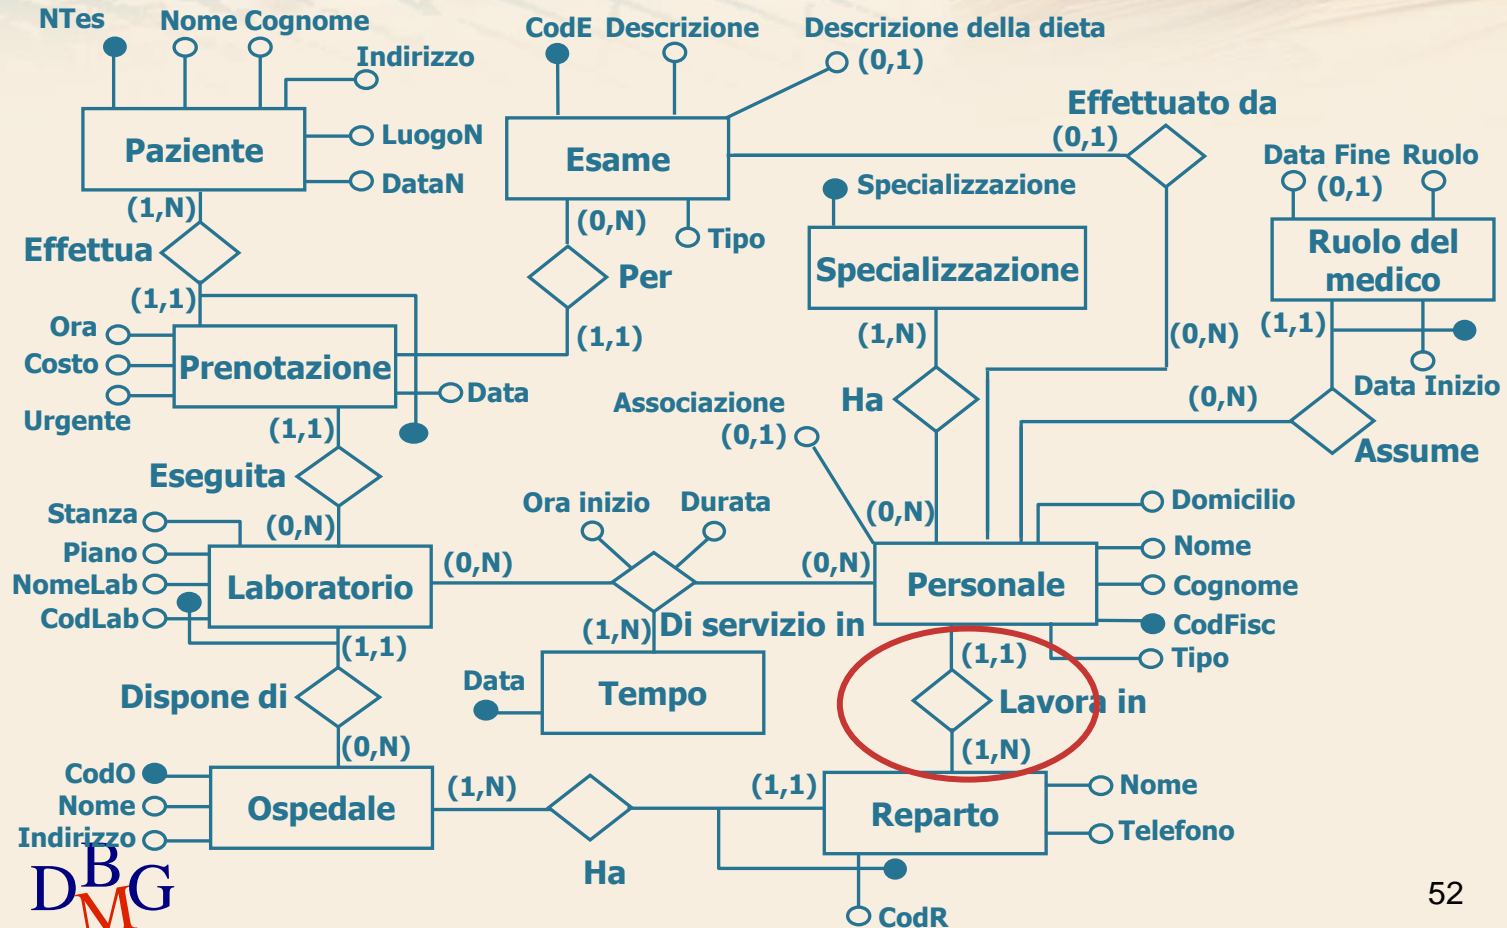 NTes
Nome Cognome
CodE Descrizione
Descrizione della dieta
(0,1)
Indirizzo
Effettuato da
(0,1)
Paziente
LuogoN
DataN
Esame
Data Fine Ruolo
(0,1)
Specializzazione
(1,N)
(0,N)
Tipo
Effettua
Per
Specializzazione
Ruolo del
medico
(1,1)
(1,1)
(1,N)
(0,N)
(1,1)
Ora
Costo
Urgente
Prenotazione
Data
Data Inizio
Associazione
(0,1)
Ha
(0,N)
Assume
(1,1)
Eseguita
Stanza
Piano
NomeLab
CodLab
(0,N)
Ora inizio
Durata
(0,N)
Domicilio
Nome
Cognome
CodFisc
Tipo
Laboratorio
(0,N)
(0,N)
Personale
(1,N)
Di servizio in
(1,1)
(1,1)
Dispone di
Data
Tempo
Lavora in
(0,N)
(1,N)
CodO
Nome
Indirizzo
Ospedale
(1,N)
(1,1)
Reparto
Nome
Telefono
Ha
CodR
DBMG
52